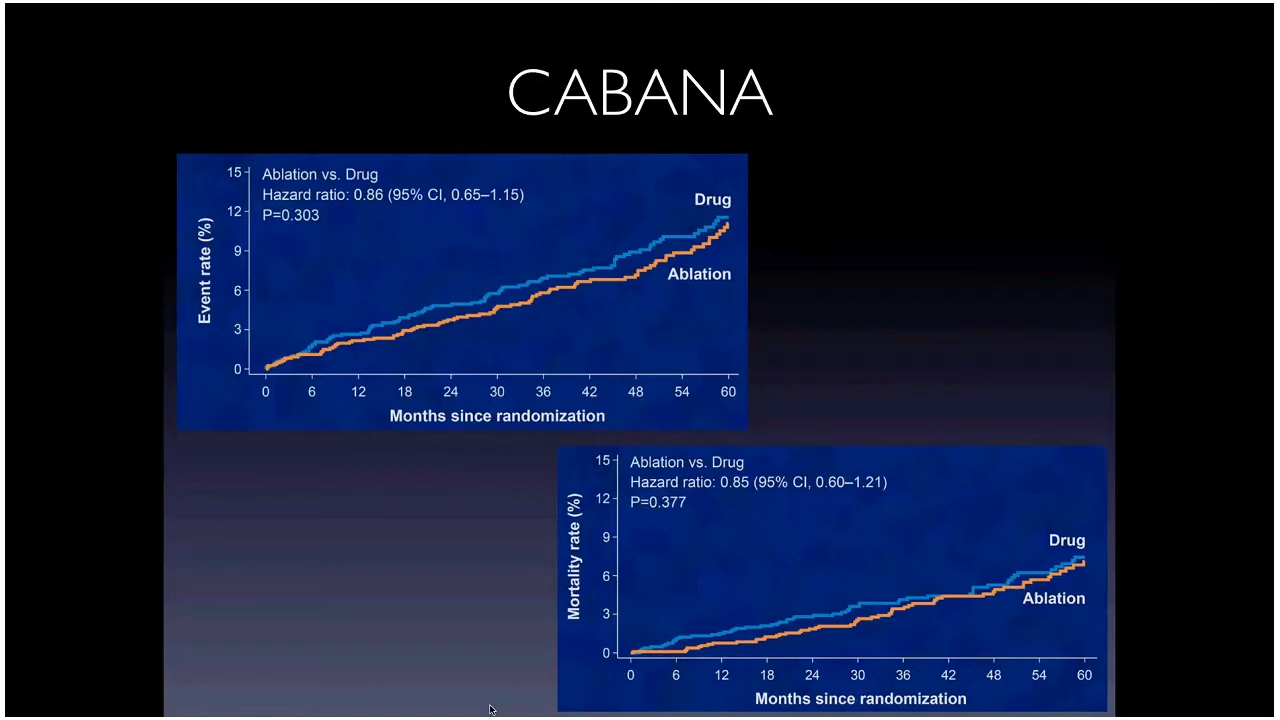 CABANA
Ablation vs. Drug
Hazard ratio: 0.86 (95% CI, 0.65–1.15)
P=0.303
Event rate (%)
15
12
9
6
3
0
Drug
Ablation
0 6 12 18 24 30 36 42 48 54 60
Months since randomization
Ablation vs. Drug
Hazard ratio: 0.85 (95% CI, 0.60–1.21)
P=0.377
Mortality rate (%)
15
12
9
6
3
0
Drug
Ablation
0 6 12 18 24 30 36 42 48 54 60
Months since randomization